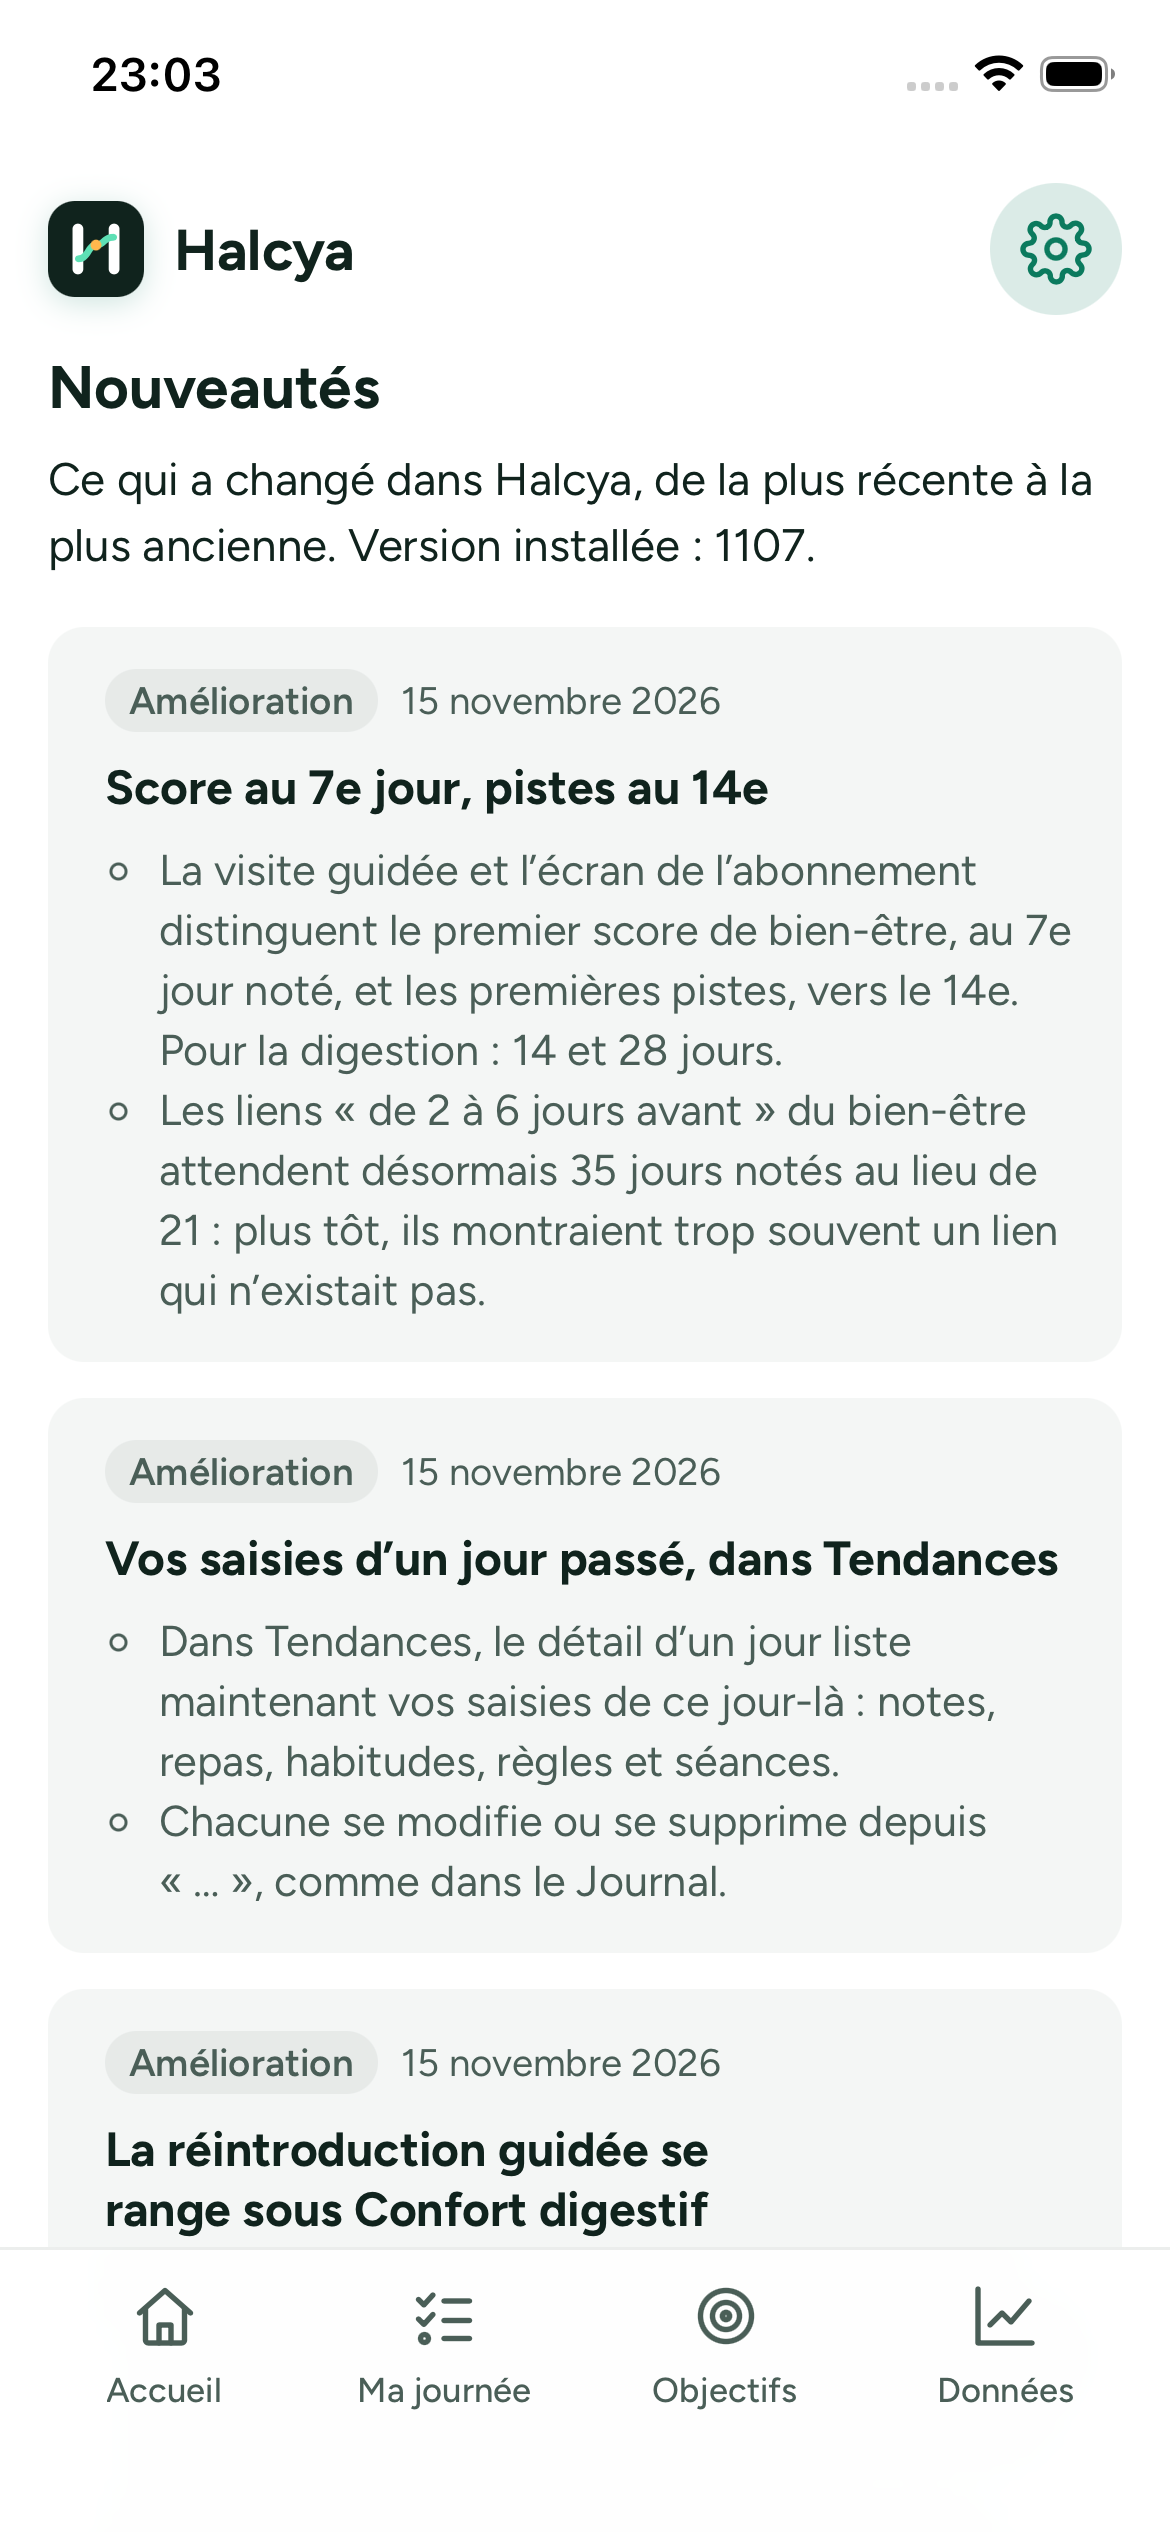 23:03
Halcya
Nouveautés
Ce qui a changé dans Halcya, de la plus récente à la
plus ancienne. Version installée : 1107.
Amélioration 15 novembre 2026
Score au 7e jour, pistes au 14e
La visite guidée et l’écran de l’abonnement
distinguent le premier score de bien-être, au 7e
jour noté, et les premières pistes, vers le 14e.
Pour la digestion : 14 et 28 jours.
Les liens « de 2 à 6 jours avant » du bien-être
attendent désormais 35 jours notés au lieu de
21 : plus tôt, ils montraient trop souvent un lien
qui n’existait pas.
Amélioration 15 novembre 2026
Vos saisies d’un jour passé, dans Tendances
Dans Tendances, le détail d’un jour liste
maintenant vos saisies de ce jour-là : notes,
repas, habitudes, règles et séances.
Chacune se modifie ou se supprime depuis
« … », comme dans le Journal.
Amélioration 15 novembre 2026
La réintroduction guidée se
range sous Confort digestif
Accueil
Ma journée
Objectifs
Données